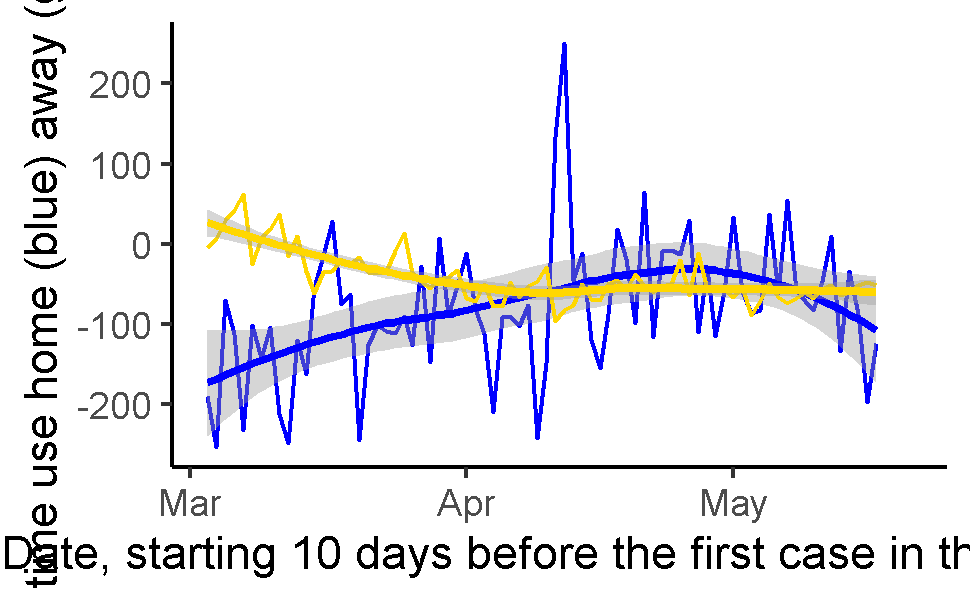 time use home (blue) away (
200
100
0
-100
-200
Mar Apr May
Date, starting 10 days before the first case in th